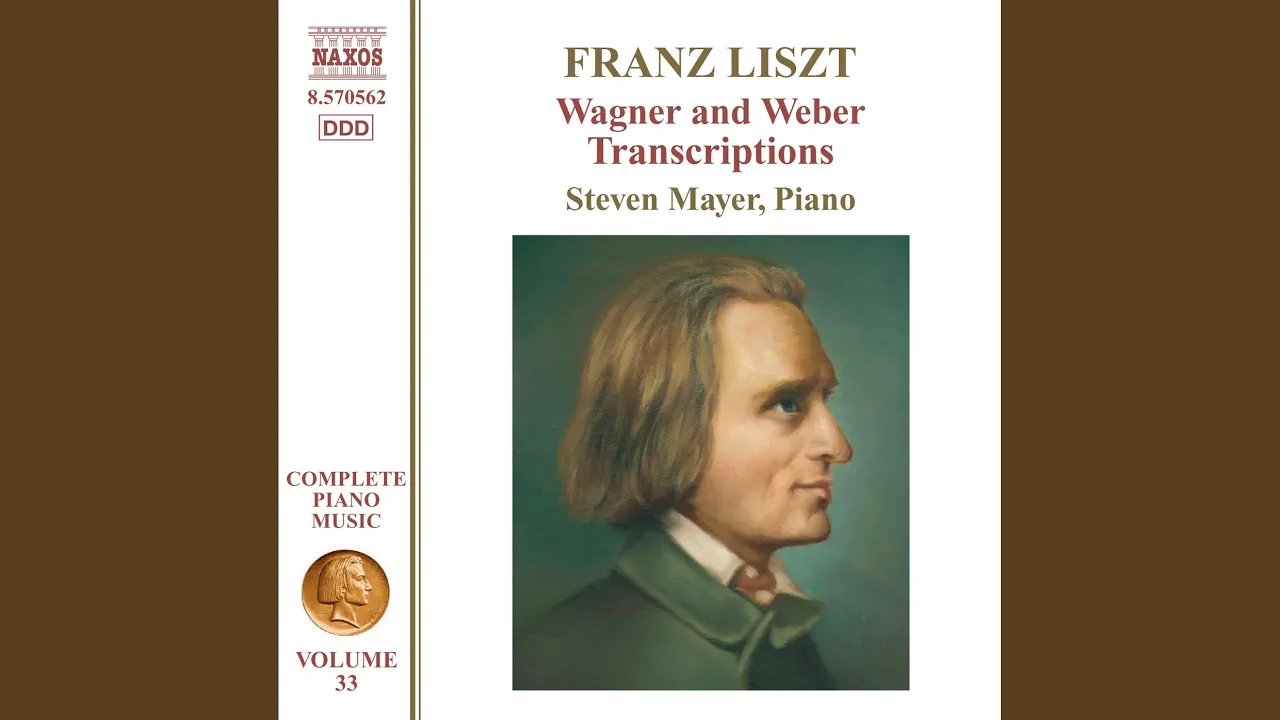 NAXOS
8.570562
DDD
COMPLETE
PIANO
MUSIC
VOLUME
33
FRANZ LISZT
Wagner and Weber
Transcriptions
Steven Mayer, Piano